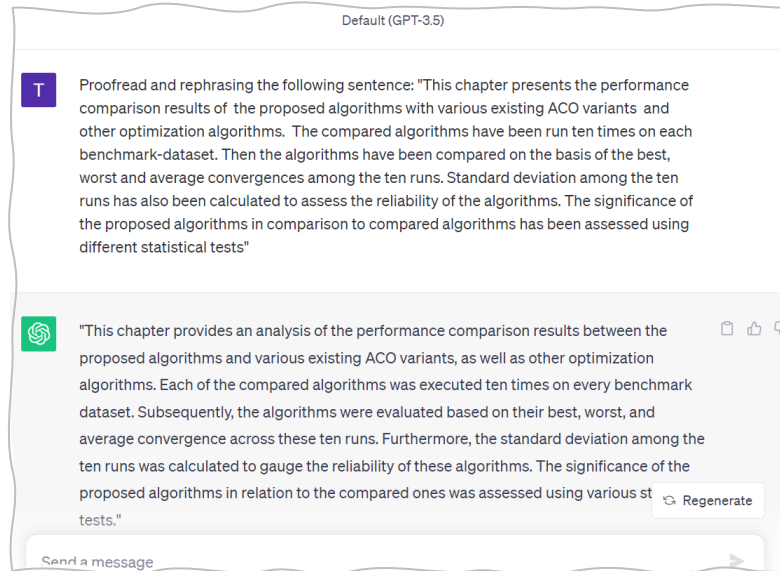 Default (GPT-3.5)
T
Proofread and rephrasing the following sentence: "This chapter presents the performance
comparison results of the proposed algorithms with various existing ACO variants and
other optimization algorithms. The compared algorithms have been run ten times on each
benchmark-dataset. Then the algorithms have been compared on the basis of the best,
worst and average convergences among the ten runs. Standard deviation among the ten
runs has also been calculated to assess the reliability of the algorithms. The significance of
the proposed algorithms in comparison to compared algorithms has been assessed using
different statistical tests"
"This chapter provides an analysis of the performance comparison results between the
proposed algorithms and various existing ACO variants, as well as other optimization
algorithms. Each of the compared algorithms was executed ten times on every benchmark
dataset. Subsequently, the algorithms were evaluated based on their best, worst, and
average convergence across these ten runs. Furthermore, the standard deviation among the
ten runs was calculated to gauge the reliability of these algorithms. The significance of the
proposed algorithms in relation to the compared ones was assessed using various st
Regenerate
tests."
Send a message